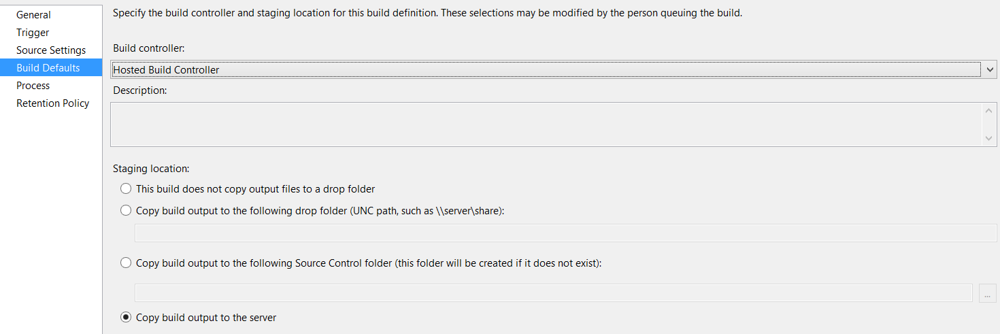 General
Trigger
Source Settings
Build Defaults
Process
Retention Policy
Specify the build controller and staging location for this build definition. These selections may be modified by the person queuing the build.
Build controller:
Hosted Build Controller
Description:
Staging location:
This build does not copy output files to a drop folder
Copy build output to the following drop folder (UNC path, such as \\server\share):
Copy build output to the following Source Control folder (this folder will be created if it does not exist):
...
Copy build output to the server